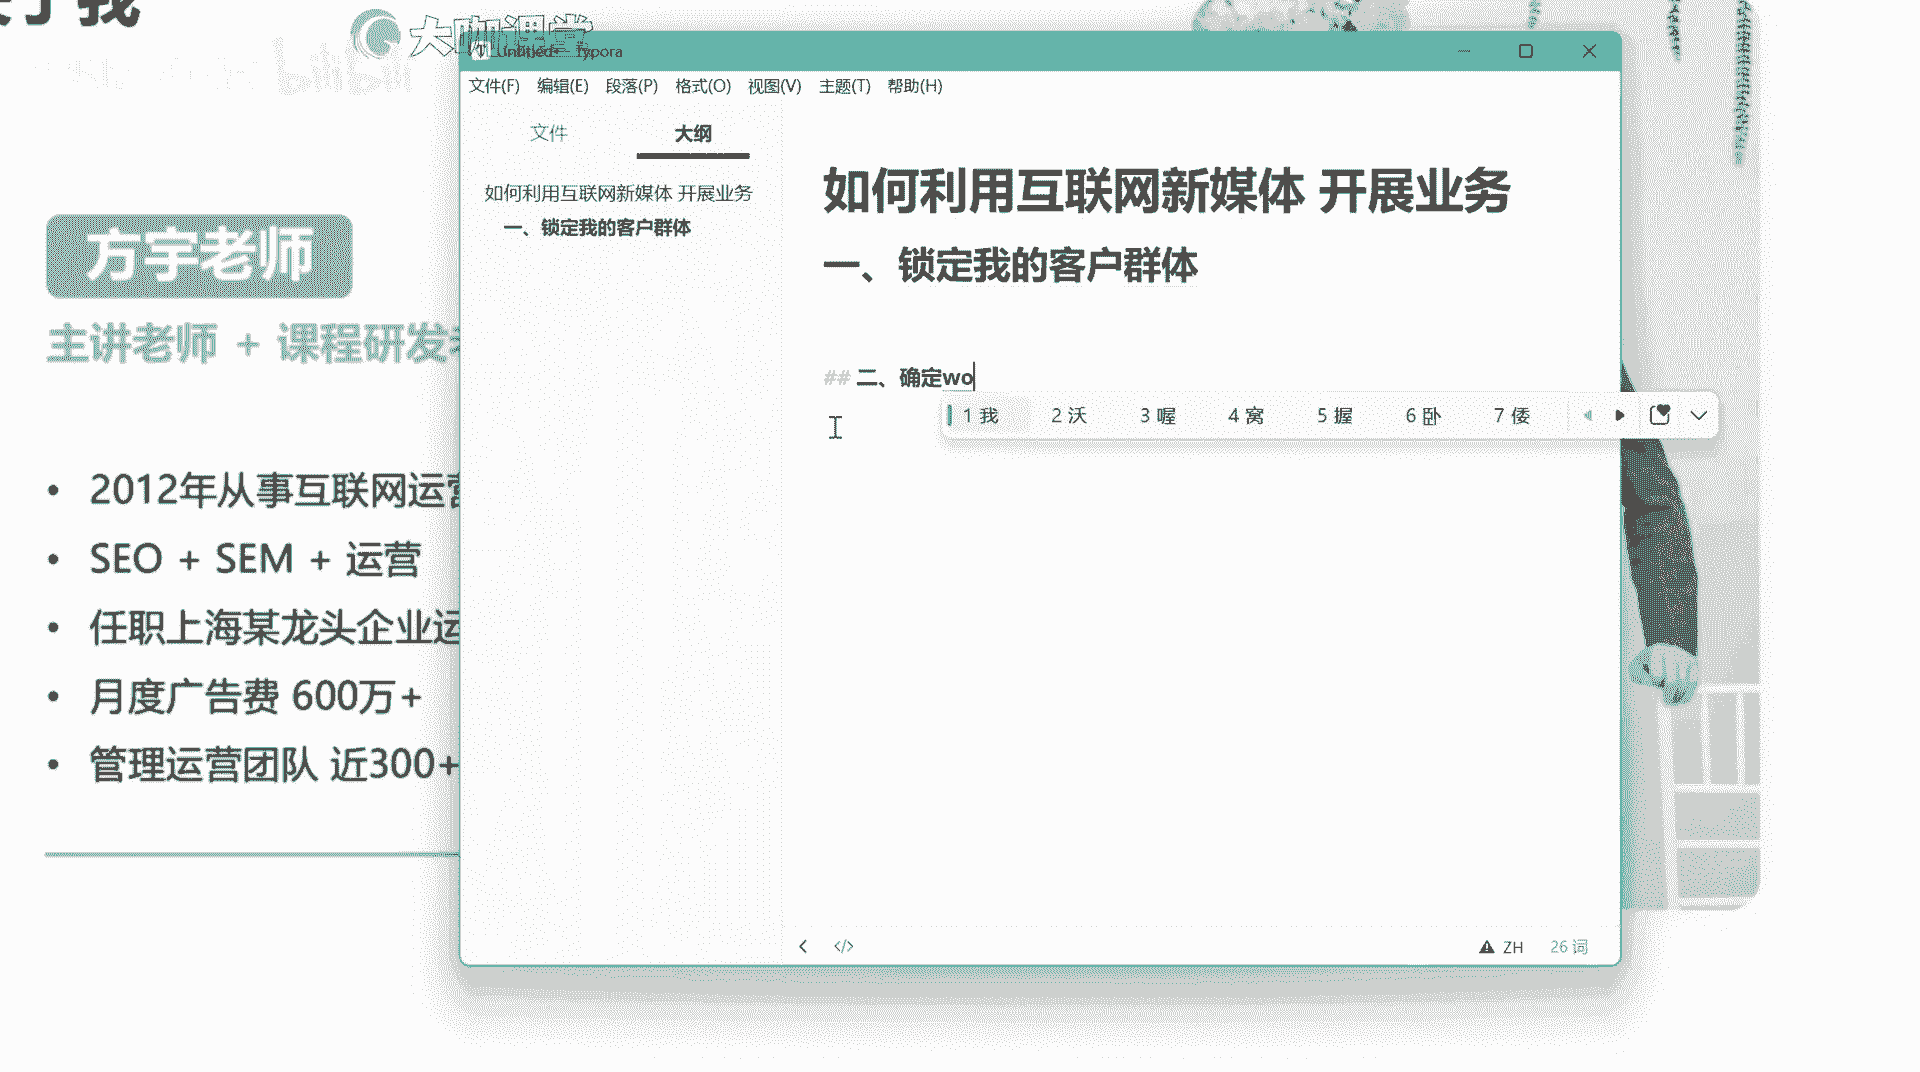 大咖课堂
bilibili
Untitled• - Typora
文件(F) 编辑(E) 段落(P) 格式(O) 视图(V) 主题(T) 帮助(H)
文件 大纲
如何利用互联网新媒体 开展业务
一、锁定我的客户群体
如何利用互联网新媒体 开展业务
一、锁定我的客户群体
## 二、确定wo
1 我 2 沃 3 喔 4 窝 5 握 6 卧 7 倭
方宇老师
主讲老师 + 课程研发
• 2012年从事互联网运营
• SEO + SEM + 运营
• 任职上海某龙头企业运
• 月度广告费 600万+
• 管理运营团队 近300+
</> ZH 26 词